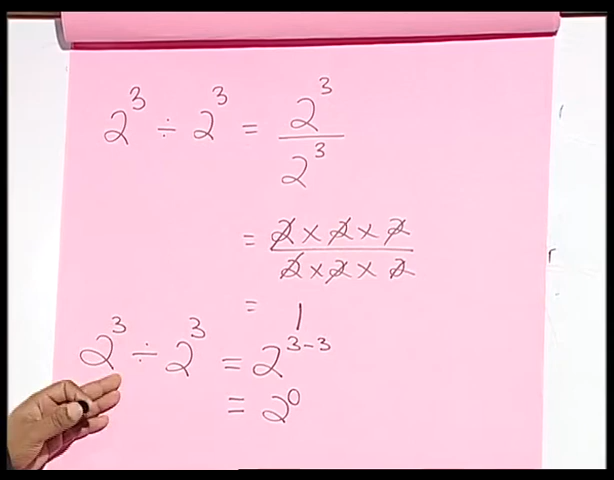 2³ ÷ 2³ = 2³/2³
= 2 × 2 × 2 / 2 × 2 × 2
= 1
2³ ÷ 2³ = 2³⁻³
= 2⁰